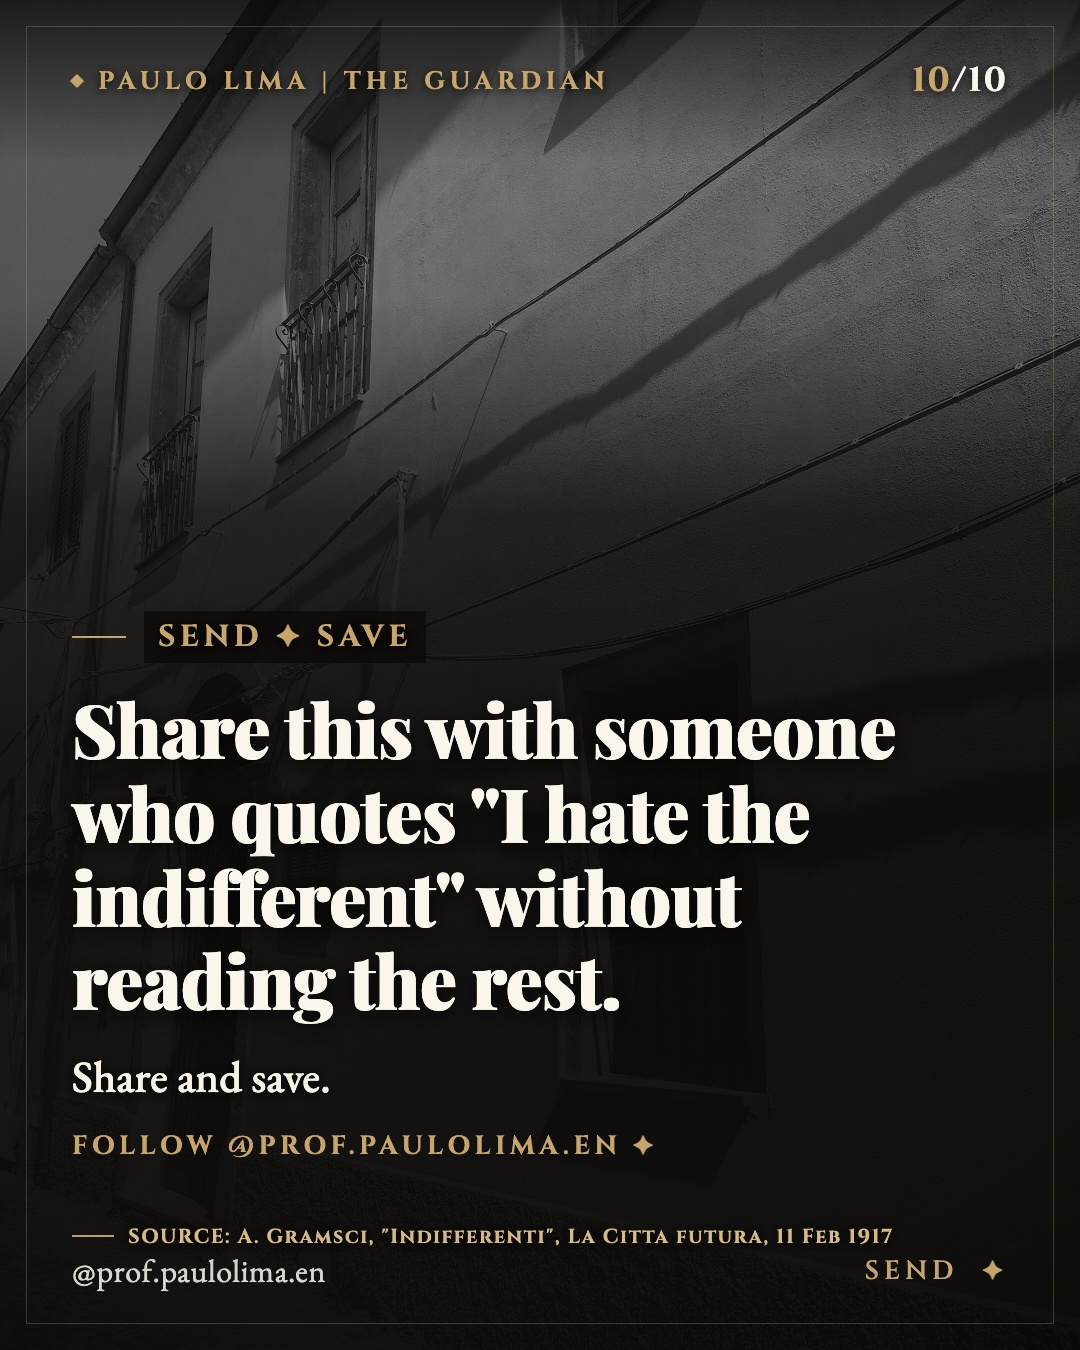 ◆ PAULO LIMA | THE GUARDIAN
10/10
SEND ✦ SAVE
Share this with someone
who quotes "I hate the
indifferent" without
reading the rest.
Share and save.
FOLLOW @PROF.PAULOLIMA.EN ✦
SOURCE: A. GRAMSCI, "INDIFFERENTI", LA CITTA FUTURA, 11 FEB 1917
@prof.paulolima.en
SEND ✦